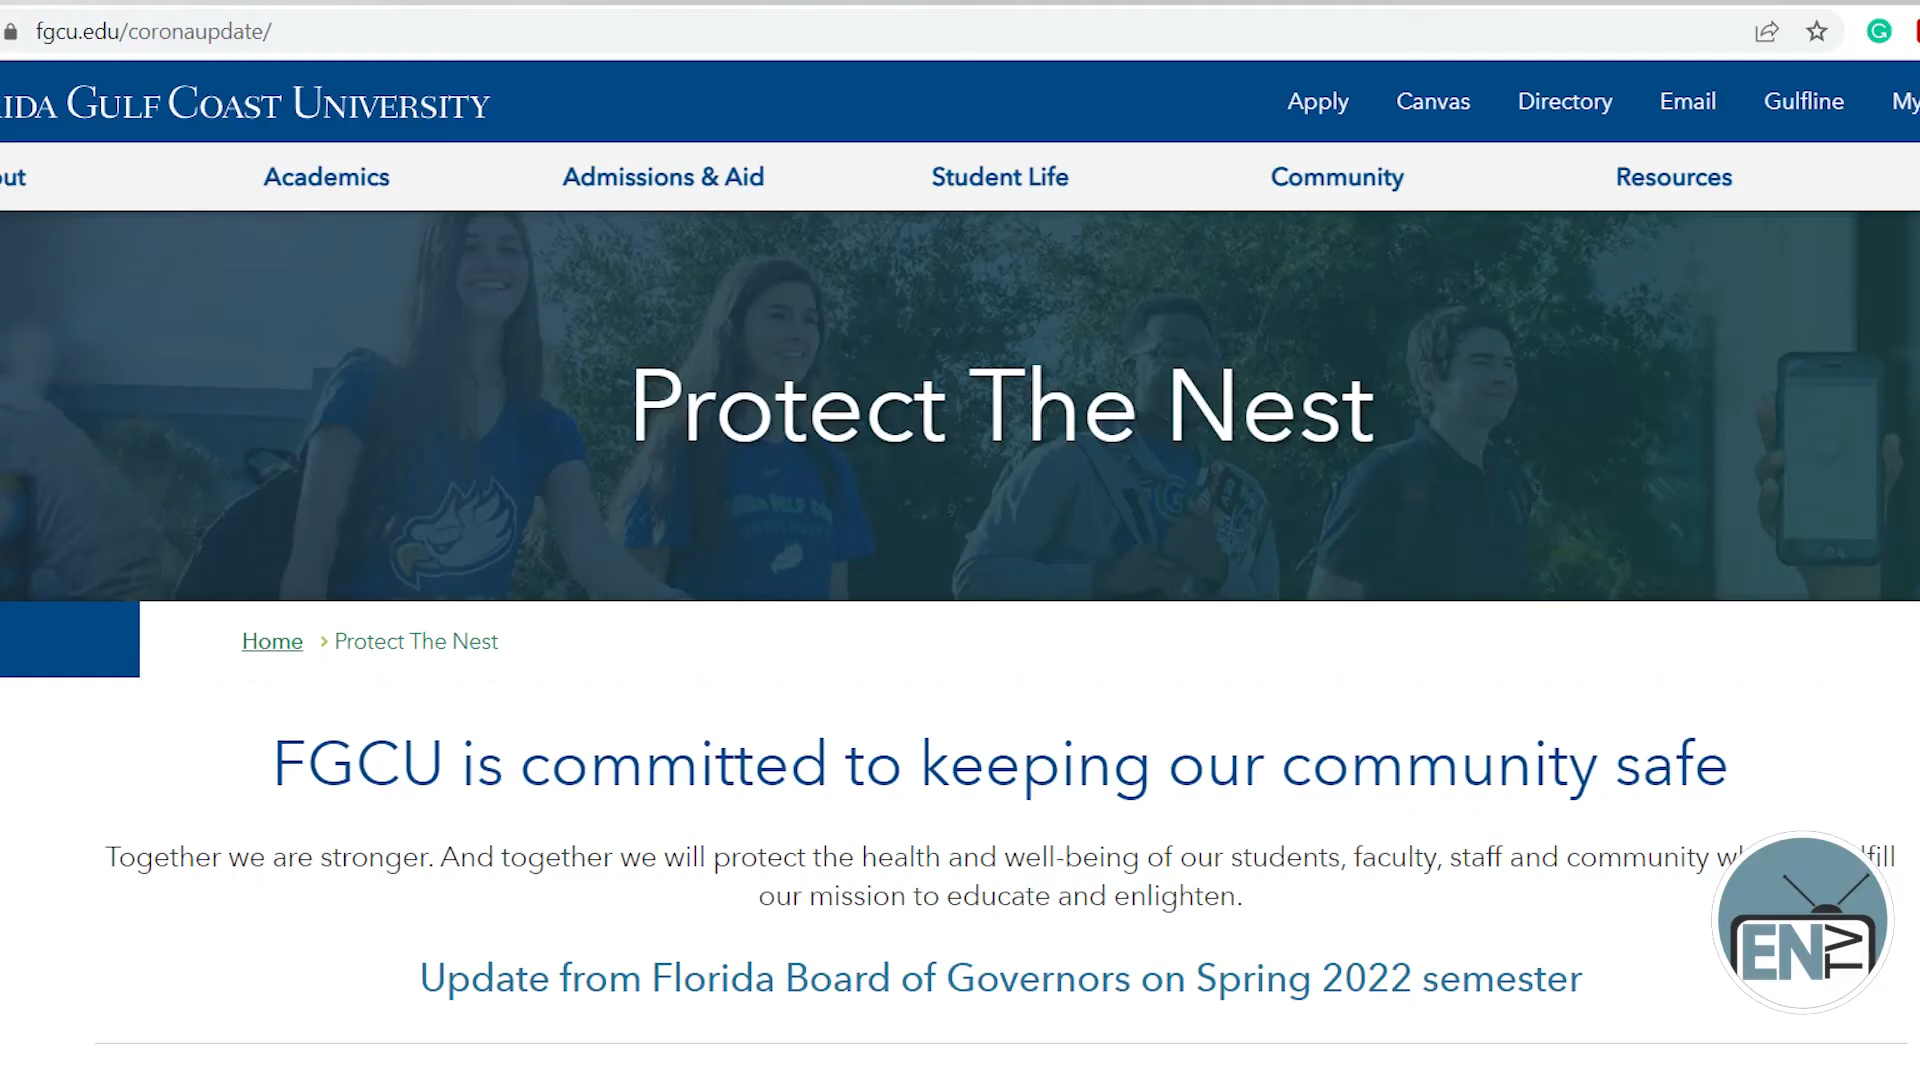 fgcu.edu/coronaupdate/
IDA GULF COAST UNIVERSITY
Apply Canvas Directory Email Gulfline My
out Academics Admissions & Aid Student Life Community Resources
Protect The Nest
Home > Protect The Nest
FGCU is committed to keeping our community safe
Together we are stronger. And together we will protect the health and well-being of our students, faculty, staff and community
our mission to educate and enlighten.
Update from Florida Board of Governors on Spring 2022 semester
ENTV